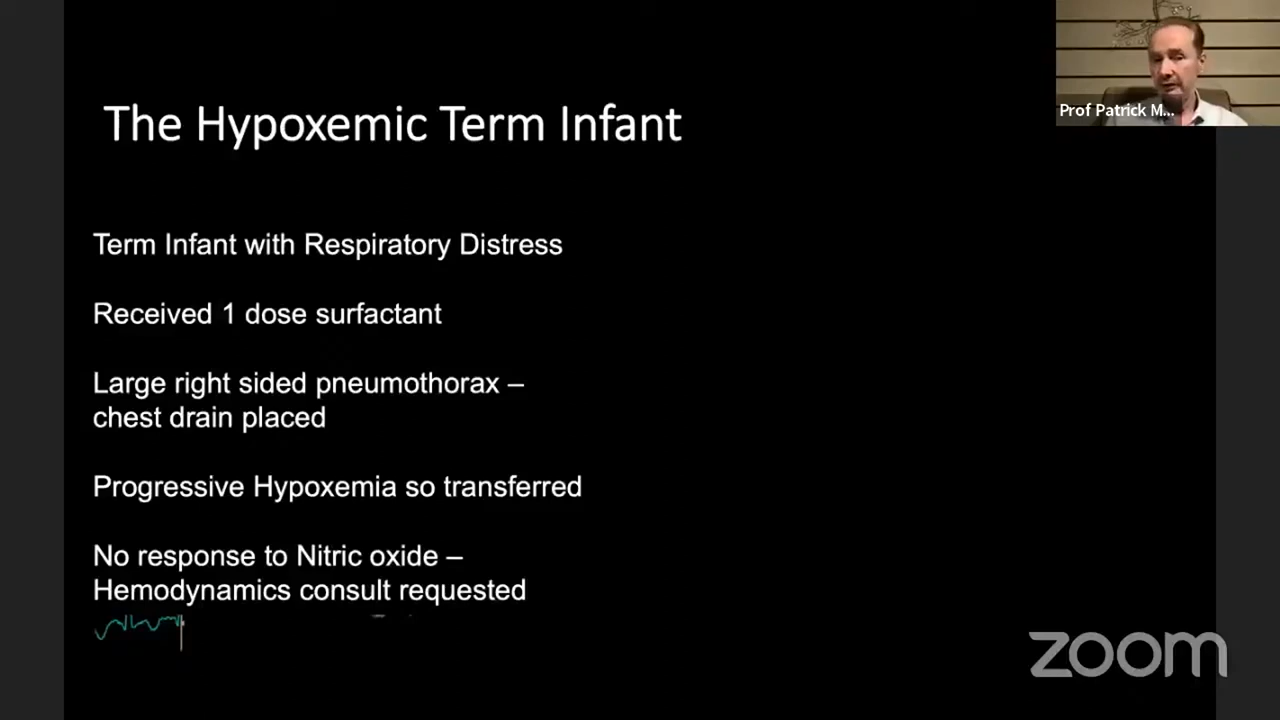 The Hypoxemic Term Infant
Prof Patrick M...
Term Infant with Respiratory Distress
Received 1 dose surfactant
Large right sided pneumothorax –
chest drain placed
Progressive Hypoxemia so transferred
No response to Nitric oxide –
Hemodynamics consult requested
zoom